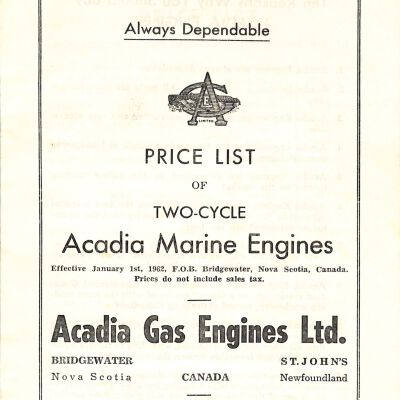 Always Dependable
LIMITED
PRICE LIST
OF
TWO-CYCLE
Acadia Marine Engines
Effective January 1st, 1962, F.O.B. Bridgewater, Nova Scotia, Canada.
Prices do not include sales tax.
Acadia Gas Engines Ltd.
BRIDGEWATER ST. JOHN'S
Nova Scotia CANADA Newfoundland